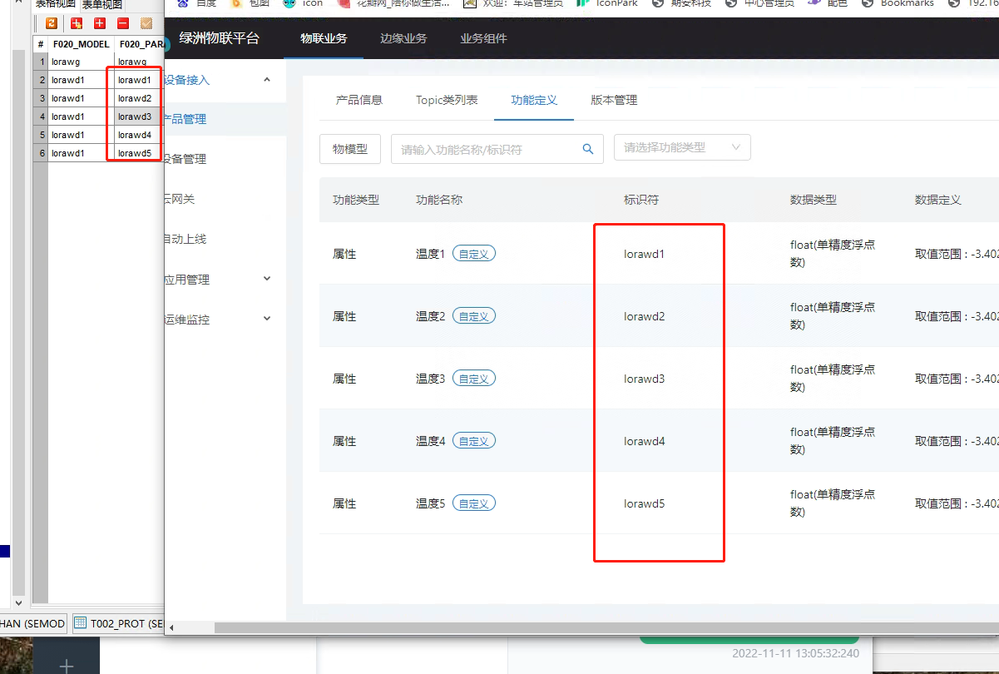 表格视图 表单视图
# F020_MODEL F020_PARA
1 lorawg lorawg
2 lorawd1 lorawd1
3 lorawd1 lorawd2
4 lorawd1 lorawd3
5 lorawd1 lorawd4
6 lorawd1 lorawd5
HAN (SEMOD T002_PROT (SE
百度 包图 icon 花瓣网_陪你做生活... 欢迎：车站管理员 IconPark 期安科技 中心管理员 配色 Bookmarks 192.16
绿洲物联平台 物联业务 边缘业务 业务组件
设备接入
产品管理
设备管理
云网关
自动上线
应用管理
运维监控
产品信息 Topic类列表 功能定义 版本管理
物模型 请输入功能名称/标识符 请选择功能类型
功能类型 功能名称 标识符 数据类型 数据定义
属性 温度1 自定义 lorawd1 float(单精度浮点数) 取值范围：-3.402
属性 温度2 自定义 lorawd2 float(单精度浮点数) 取值范围：-3.402
属性 温度3 自定义 lorawd3 float(单精度浮点数) 取值范围：-3.402
属性 温度4 自定义 lorawd4 float(单精度浮点数) 取值范围：-3.402
属性 温度5 自定义 lorawd5 float(单精度浮点数) 取值范围：-3.402
2022-11-11 13:05:32:240